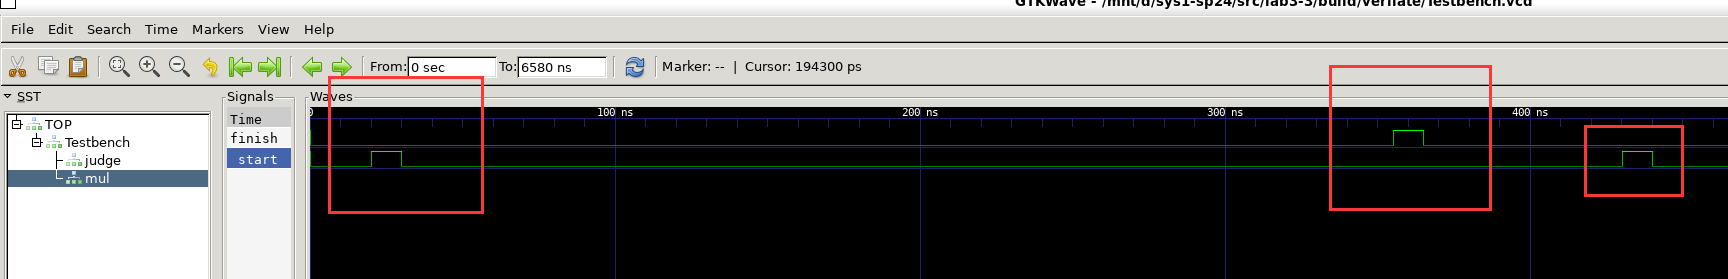 GTKWave - /mnt/d/sys1-sp24/src/lab3-3/build/verilate/Testbench.vcd
File Edit Search Time Markers View Help
From: 0 sec To: 6580 ns Marker: -- | Cursor: 194300 ps
SST
TOP
Testbench
judge
mul
Signals
Time
finish
start
Waves
0 100 ns 200 ns 300 ns 400 ns